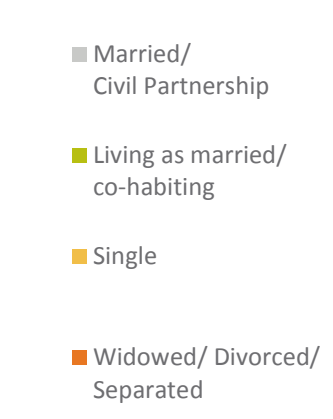 Married/
Civil Partnership
Living as married/
co-habiting
Single
Widowed/ Divorced/
Separated